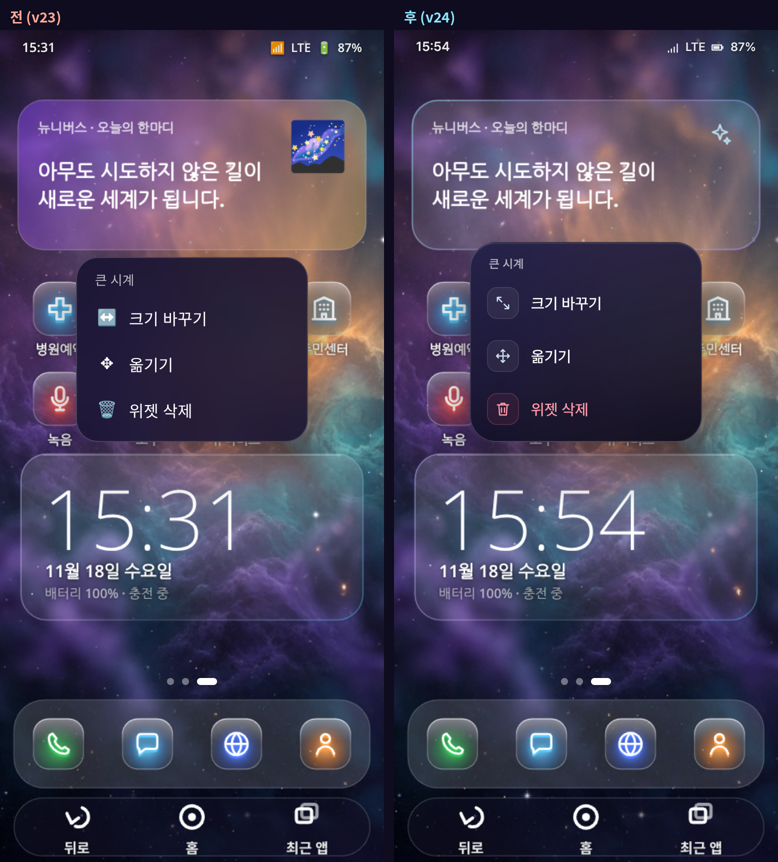 전 (v23)
15:31
LTE 87%
뉴니버스 · 오늘의 한마디
아무도 시도하지 않은 길이
새로운 세계가 됩니다.
큰 시계
크기 바꾸기
옮기기
위젯 삭제
병원예
민센터
녹음
15:31
11월 18일 수요일
배터리 100% · 충전 중
뒤로
홈
최근 앱
후 (v24)
15:54
LTE 87%
뉴니버스 · 오늘의 한마디
아무도 시도하지 않은 길이
새로운 세계가 됩니다.
큰 시계
크기 바꾸기
옮기기
위젯 삭제
병원예
민센터
녹음
15:54
11월 18일 수요일
배터리 100% · 충전 중
뒤로
홈
최근 앱